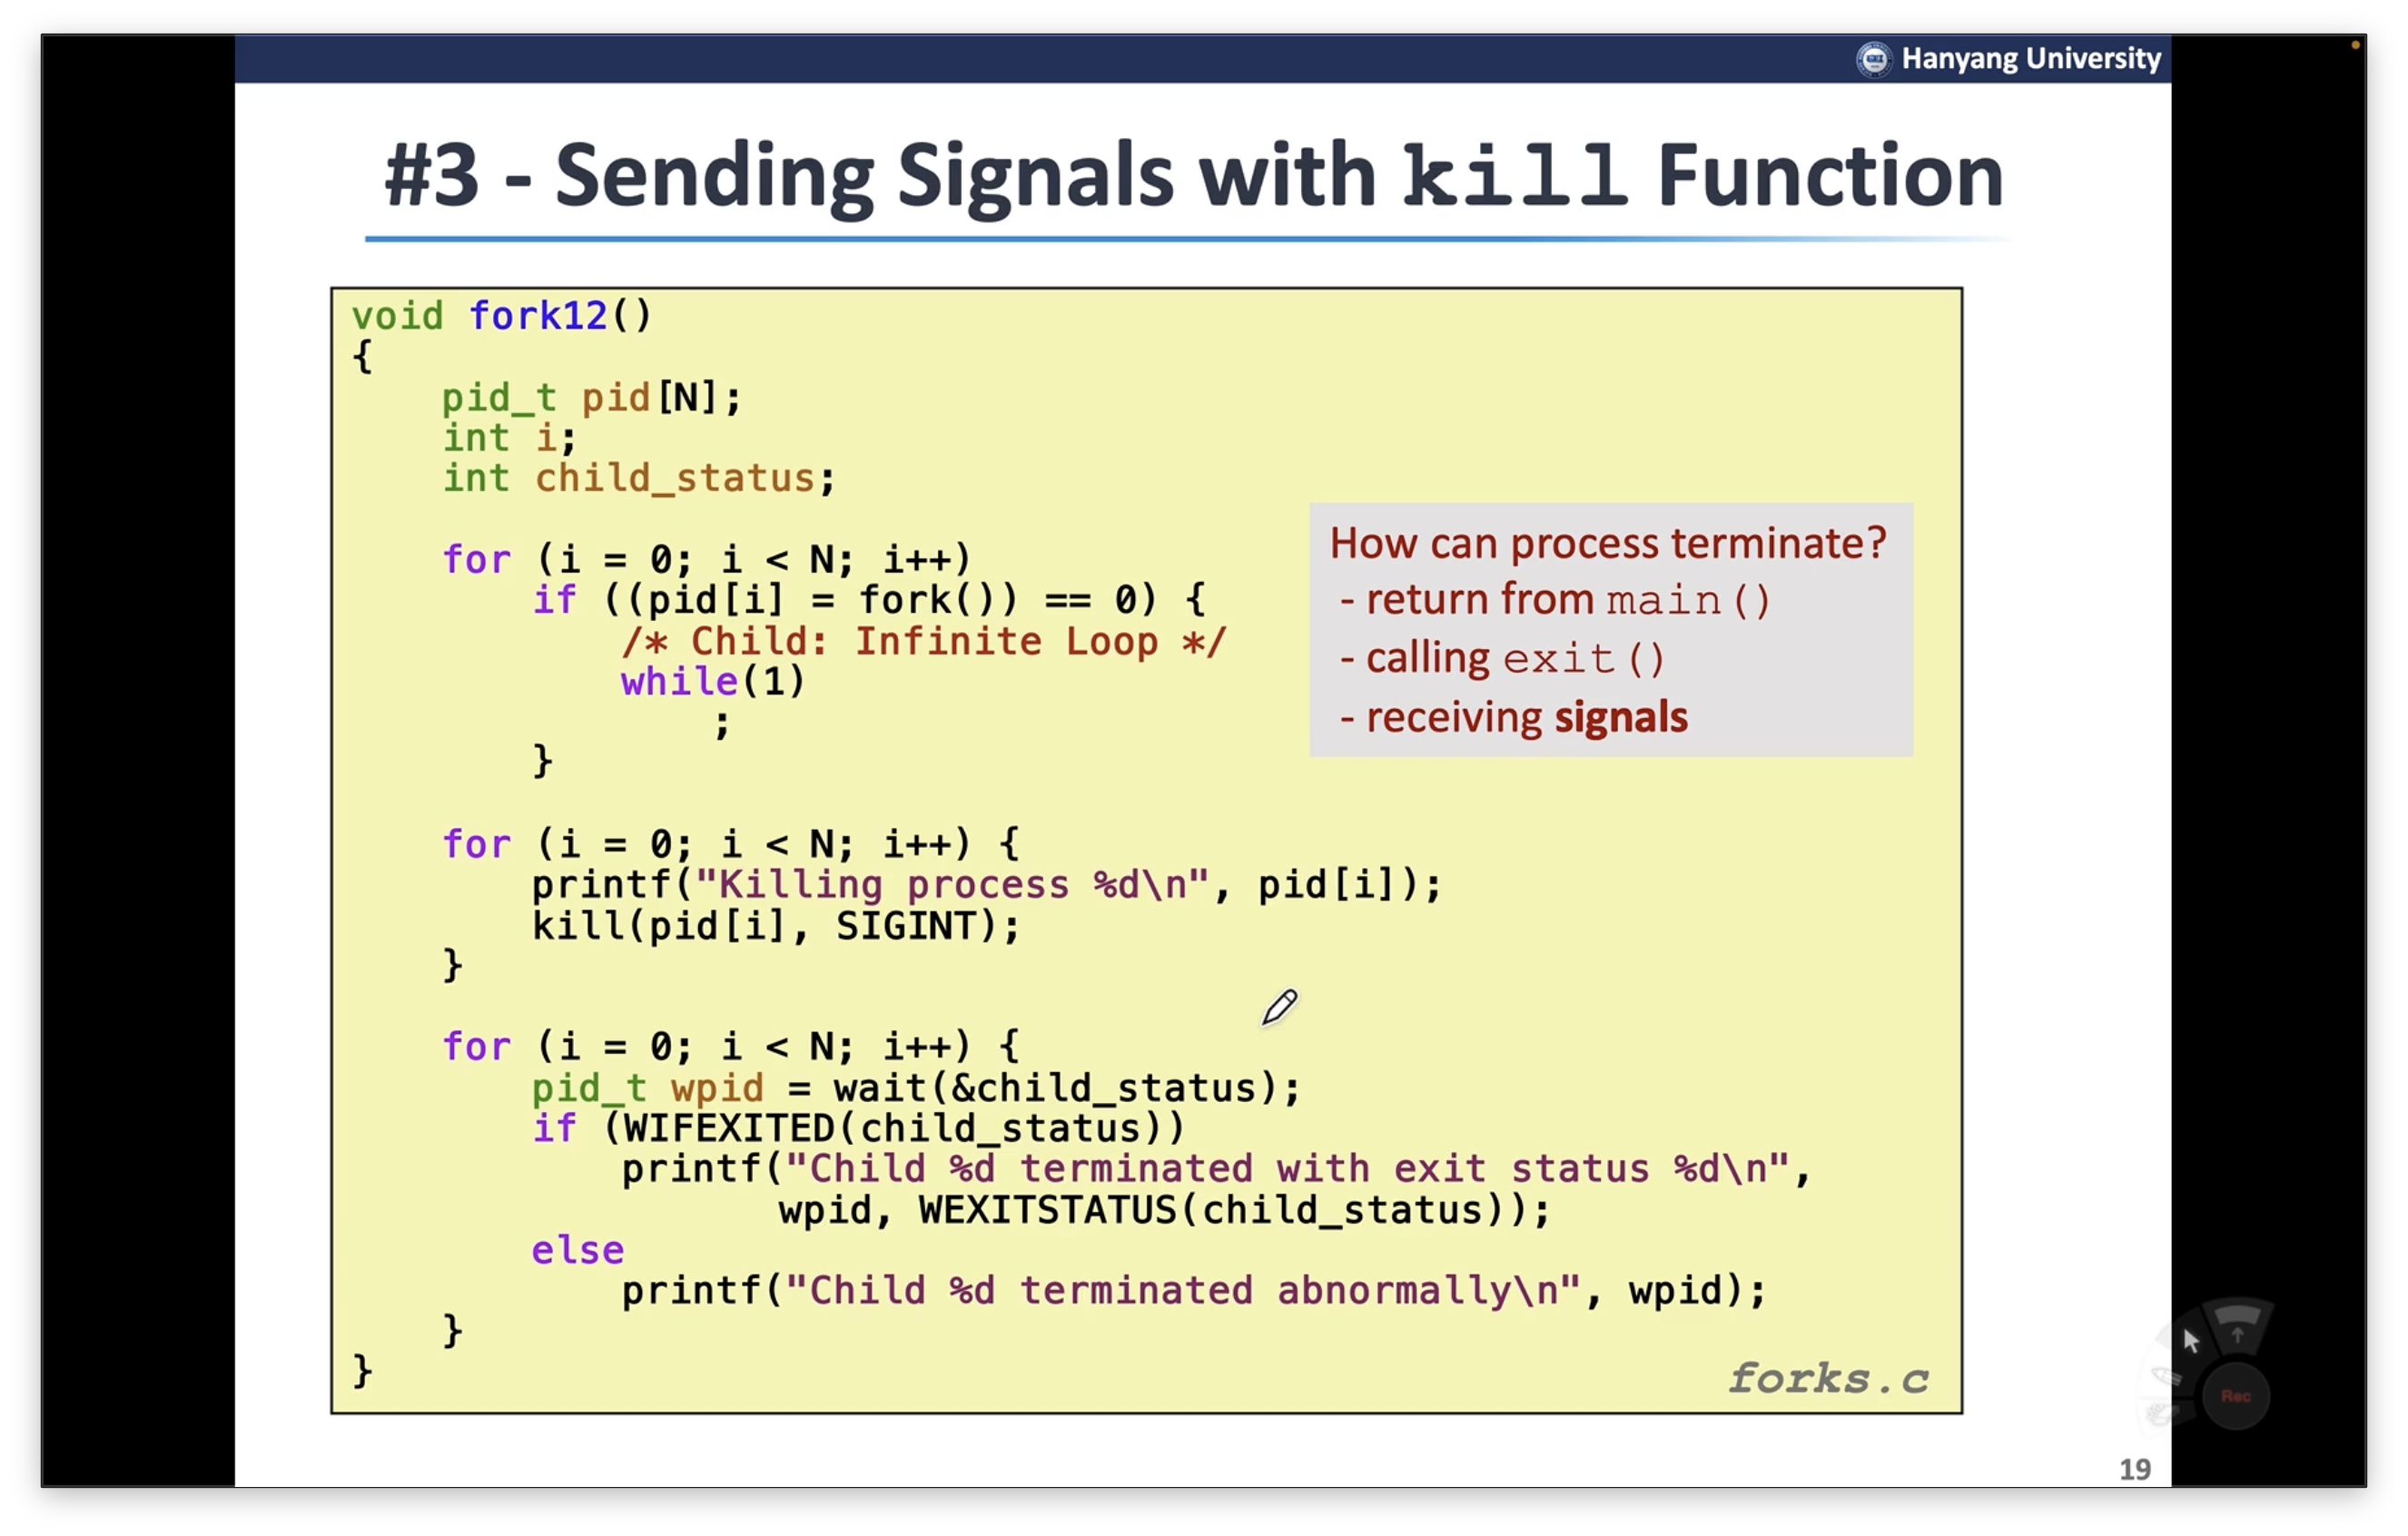 Hanyang University
#3 - Sending Signals with kill Function
void fork12()
{
    pid_t pid[N];
    int i;
    int child_status;

    for (i = 0; i < N; i++)
        if ((pid[i] = fork()) == 0) {
            /* Child: Infinite Loop */
            while(1)
                ;
        }

    for (i = 0; i < N; i++) {
        printf("Killing process %d\n", pid[i]);
        kill(pid[i], SIGINT);
    }

    for (i = 0; i < N; i++) {
        pid_t wpid = wait(&child_status);
        if (WIFEXITED(child_status))
            printf("Child %d terminated with exit status %d\n",
                   wpid, WEXITSTATUS(child_status));
        else
            printf("Child %d terminated abnormally\n", wpid);
    }
}
How can process terminate?
- return from main()
- calling exit()
- receiving signals
forks.c
Rec
19